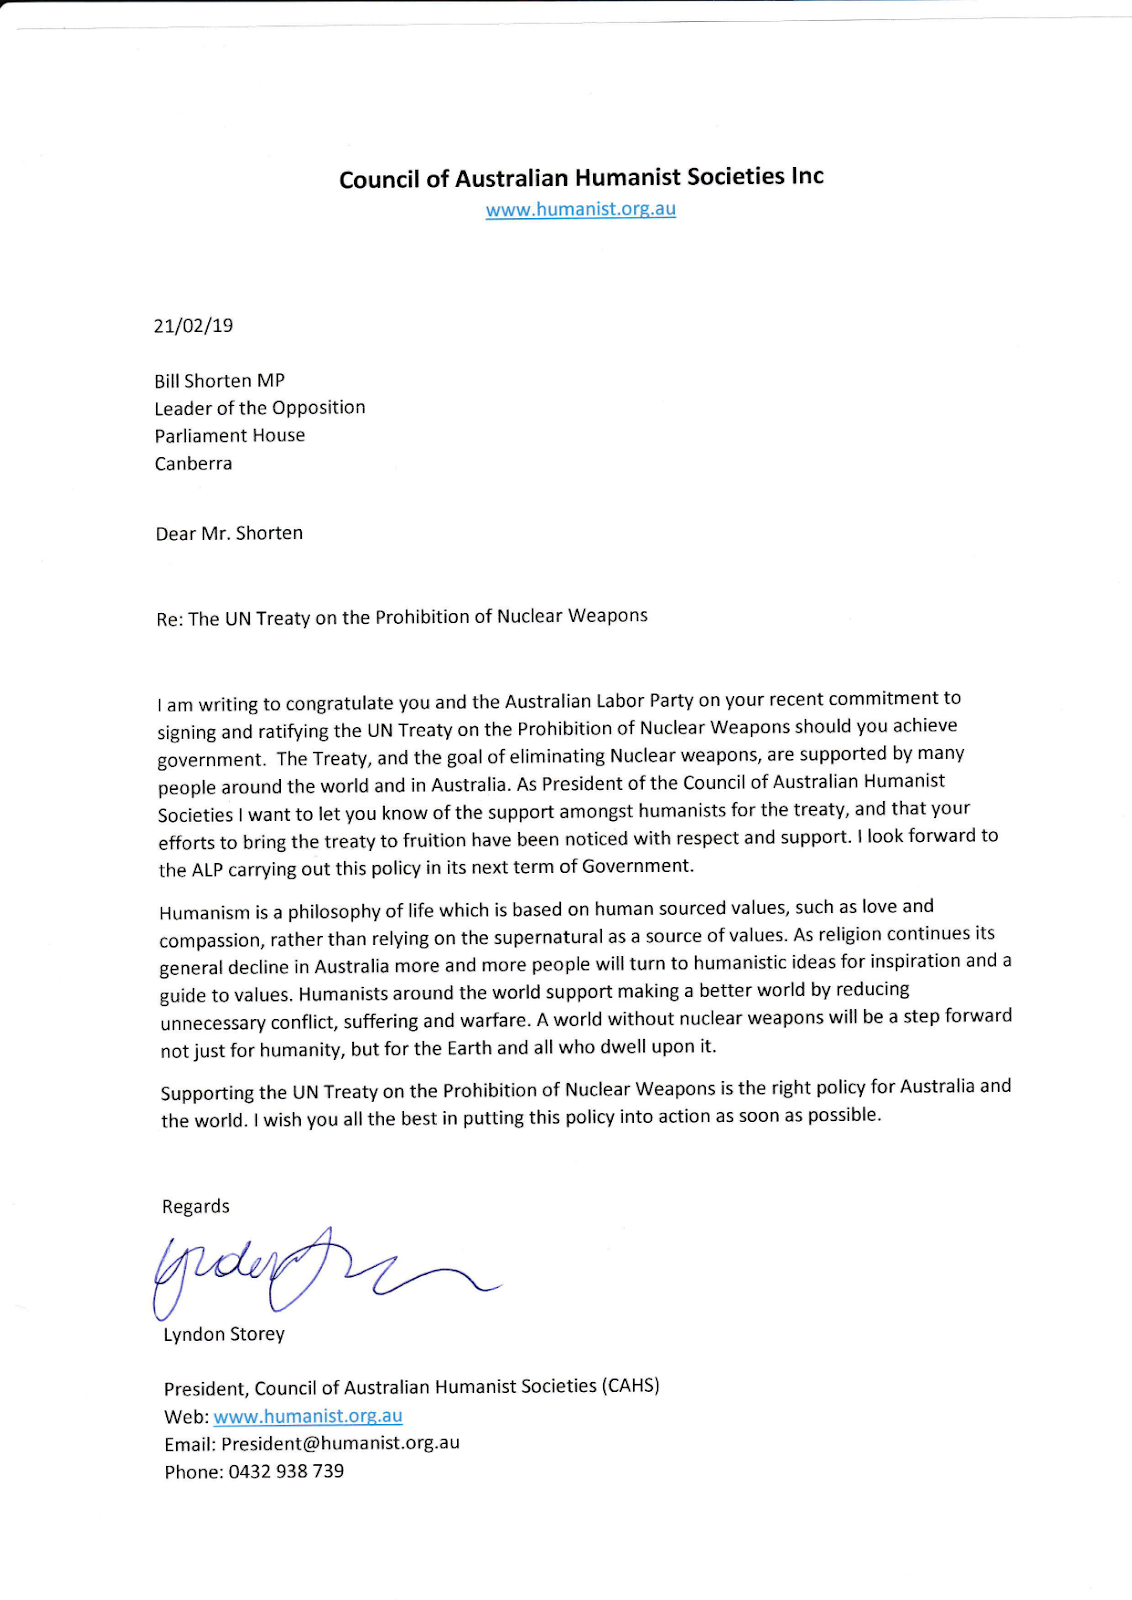 Council of Australian Humanist Societies Inc
www.humanist.org.au
21/02/19
Bill Shorten MP
Leader of the Opposition
Parliament House
Canberra
Dear Mr. Shorten
Re: The UN Treaty on the Prohibition of Nuclear Weapons
I am writing to congratulate you and the Australian Labor Party on your recent commitment to
signing and ratifying the UN Treaty on the Prohibition of Nuclear Weapons should you achieve
government.  The Treaty, and the goal of eliminating Nuclear weapons, are supported by many
people around the world and in Australia. As President of the Council of Australian Humanist
Societies I want to let you know of the support amongst humanists for the treaty, and that your
efforts to bring the treaty to fruition have been noticed with respect and support. I look forward to
the ALP carrying out this policy in its next term of Government.
Humanism is a philosophy of life which is based on human sourced values, such as love and
compassion, rather than relying on the supernatural as a source of values. As religion continues its
general decline in Australia more and more people will turn to humanistic ideas for inspiration and a
guide to values. Humanists around the world support making a better world by reducing
unnecessary conflict, suffering and warfare. A world without nuclear weapons will be a step forward
not just for humanity, but for the Earth and all who dwell upon it.
Supporting the UN Treaty on the Prohibition of Nuclear Weapons is the right policy for Australia and
the world. I wish you all the best in putting this policy into action as soon as possible.
Regards
Lyndon Storey
President, Council of Australian Humanist Societies (CAHS)
Web: www.humanist.org.au
Email: President@humanist.org.au
Phone: 0432 938 739